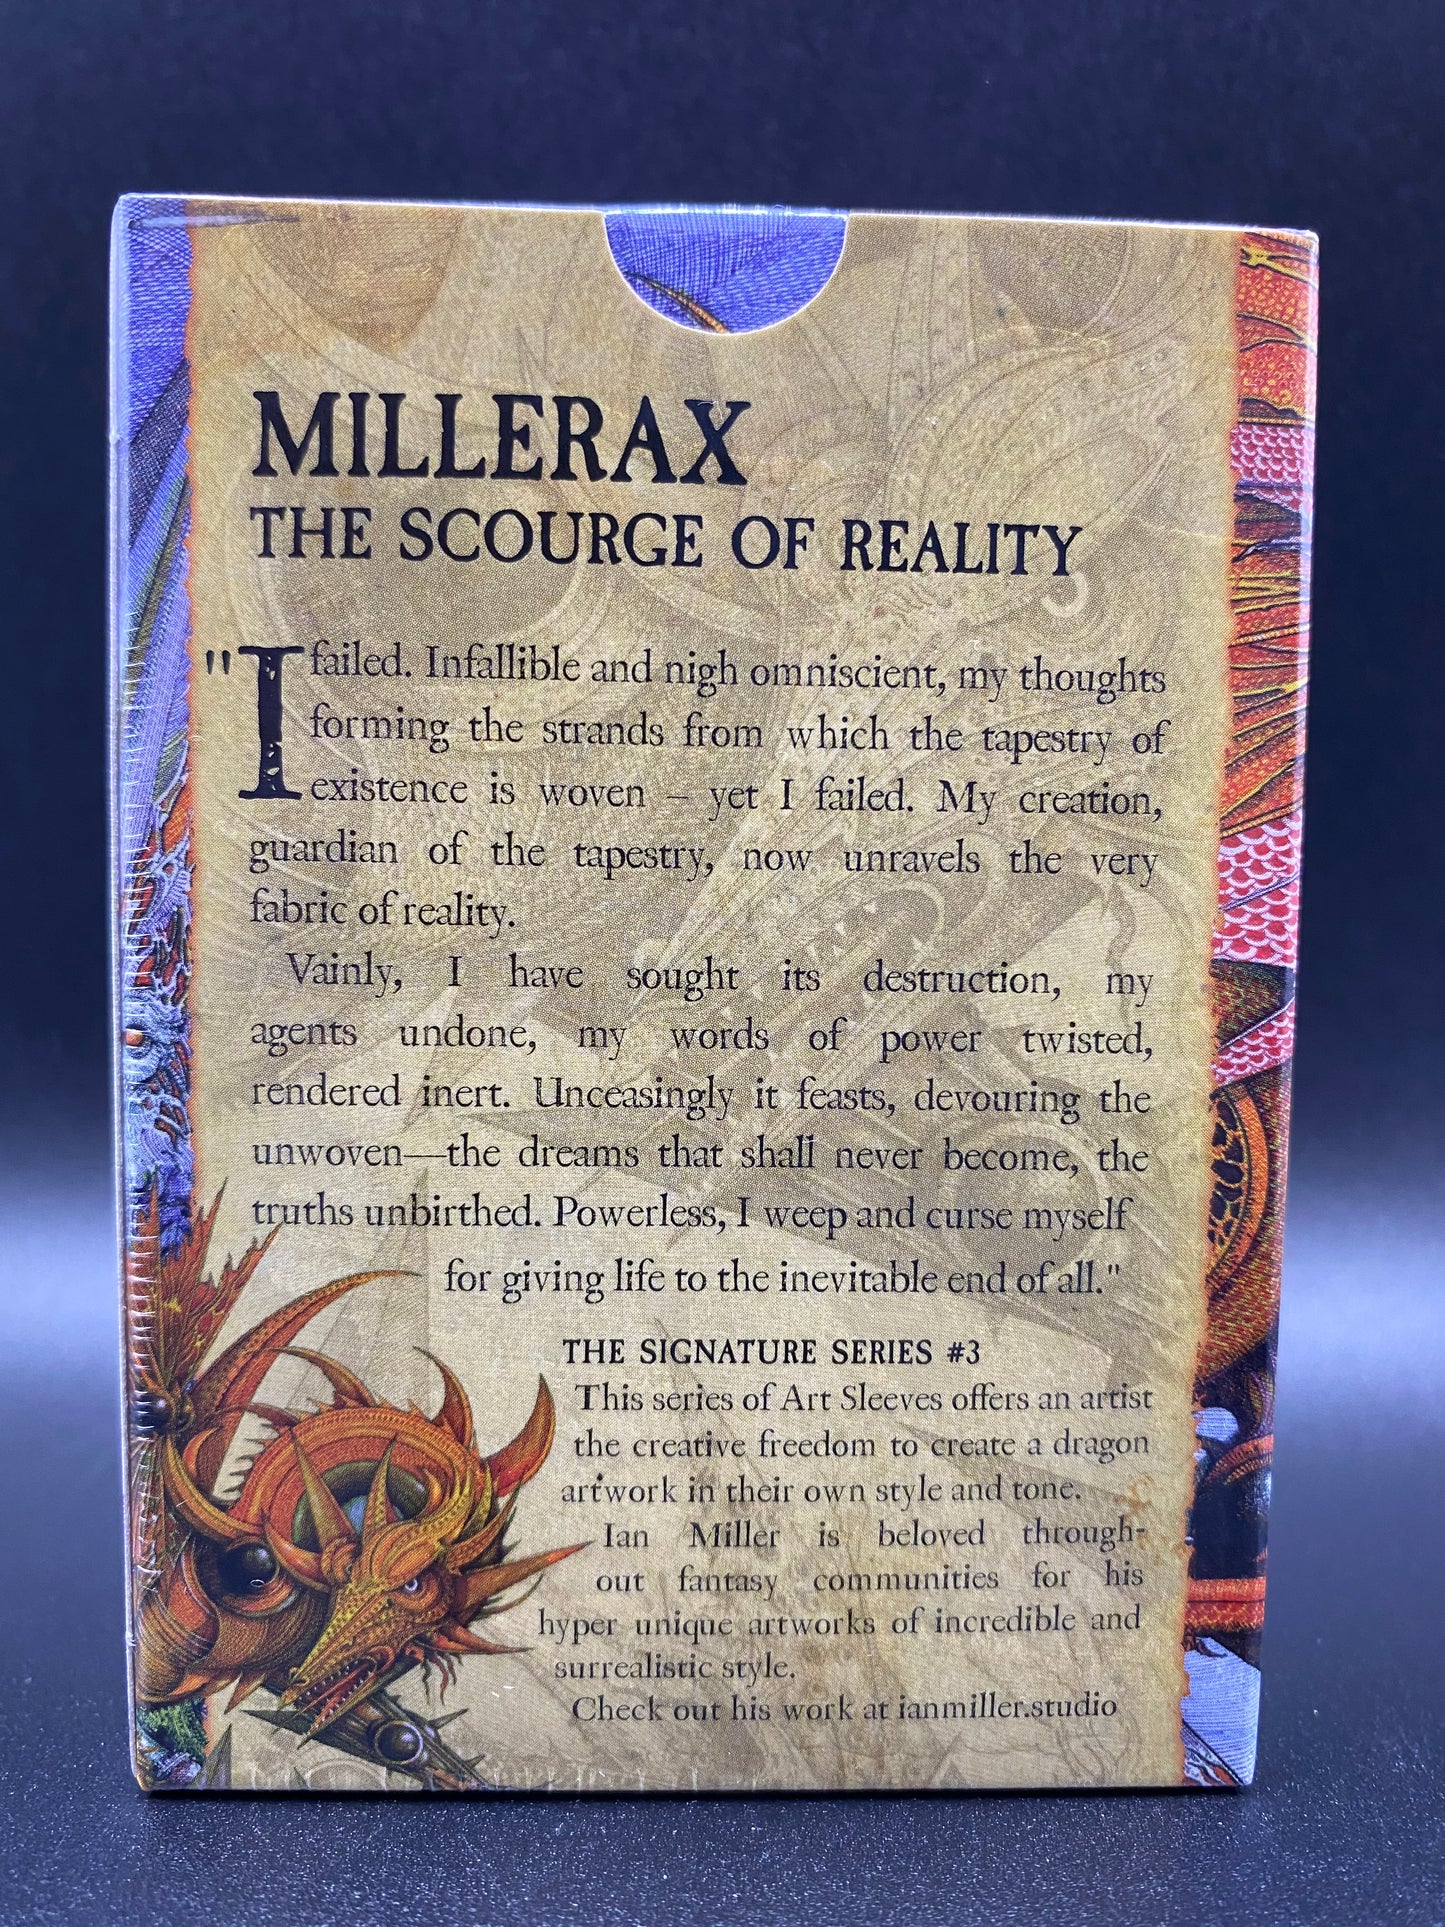 MILLERAX
THE SCOURGE OF REALITY
"I failed. Infallible and nigh omniscient, my thoughts
forming the strands from which the tapestry of
existence is woven – yet I failed. My creation,
guardian of the tapestry, now unravels the very
fabric of reality.
Vainly, I have sought its destruction, my
agents undone, my words of power twisted,
rendered inert. Unceasingly it feasts, devouring the
unwoven—the dreams that shall never become, the
truths unbirthed. Powerless, I weep and curse myself
for giving life to the inevitable end of all."
THE SIGNATURE SERIES #3
This series of Art Sleeves offers an artist
the creative freedom to create a dragon
artwork in their own style and tone.
Ian Miller is beloved through-
out fantasy communities for his
hyper unique artworks of incredible and
surrealistic style.
Check out his work at ianmiller.studio